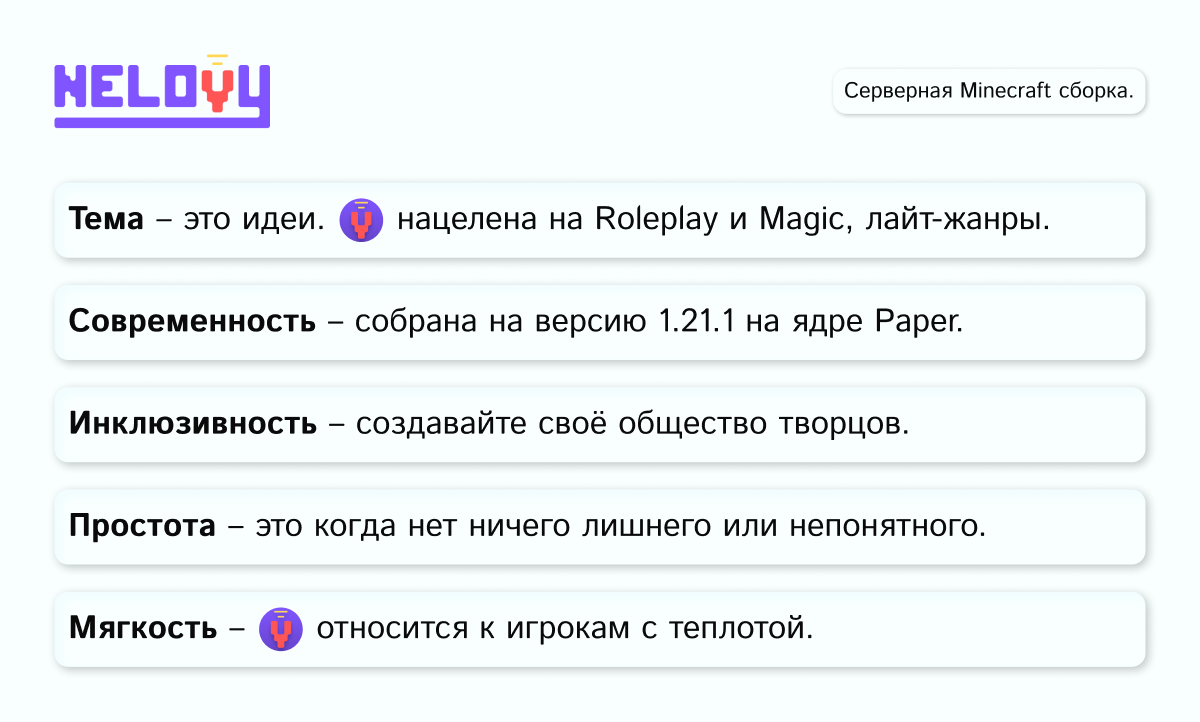 NELOVY
Серверная Minecraft сборка.
Тема – это идеи. нацелена на Roleplay и Magic, лайт-жанры.
Современность – собрана на версию 1.21.1 на ядре Paper.
Инклюзивность – создавайте своё общество творцов.
Простота – это когда нет ничего лишнего или непонятного.
Мягкость – относится к игрокам с теплотой.